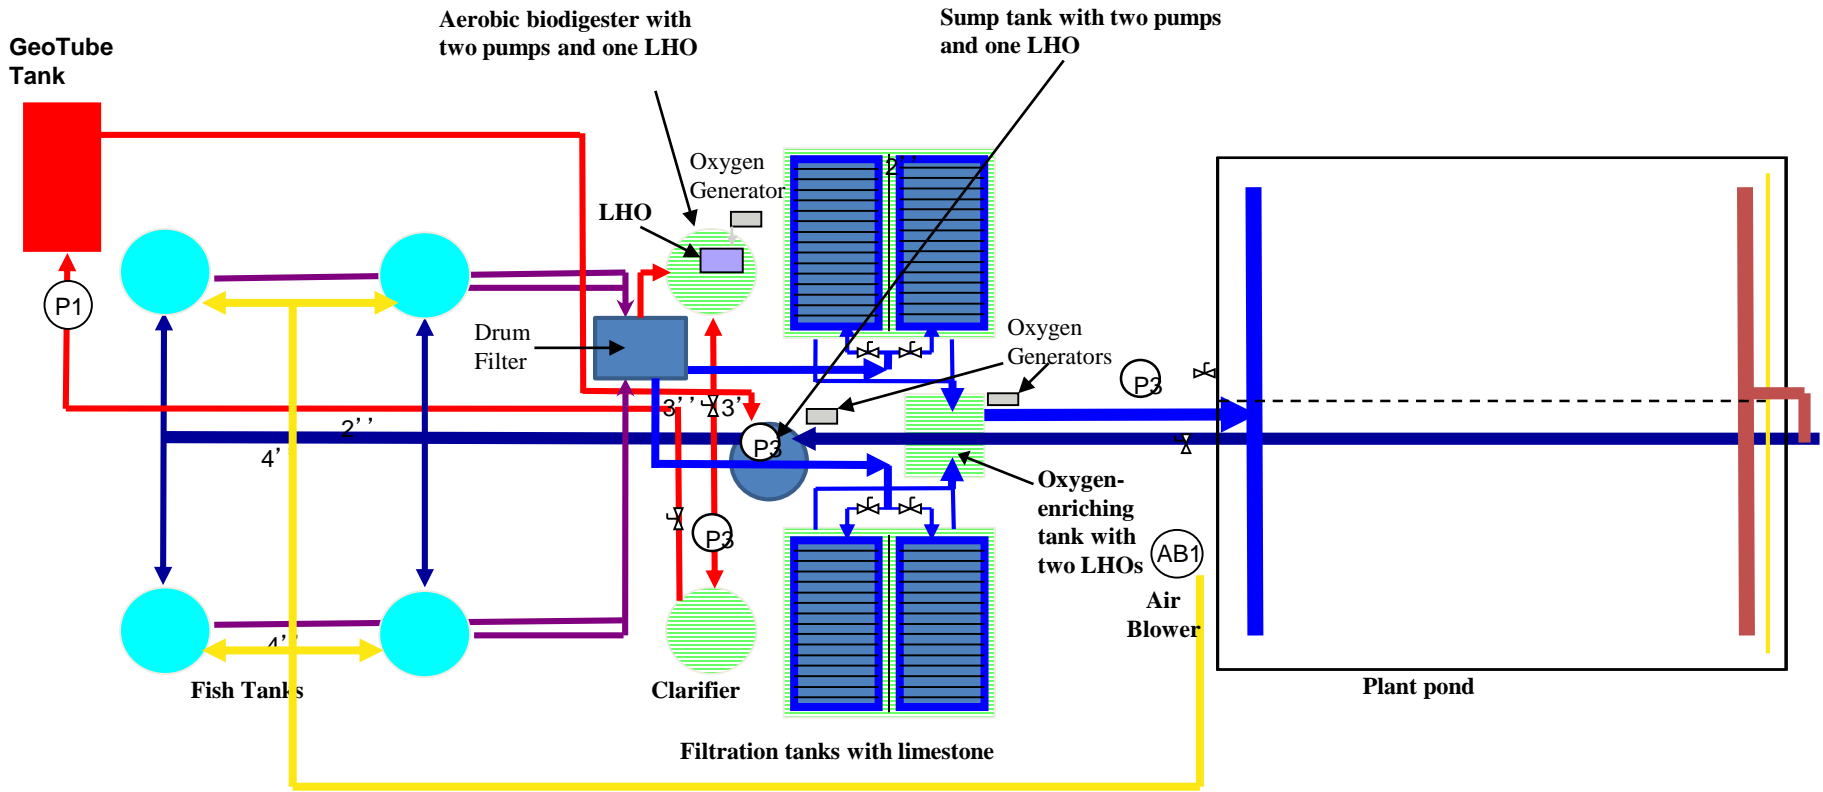 Aerobic biodigester with
two pumps and one LHO
Sump tank with two pumps
and one LHO
GeoTube
Tank
Oxygen
Generator
2’’
LHO
P1
Drum
Filter
Oxygen
Generators
P3
3’’
3’
2’’
4’
P3
Oxygen-
enriching
tank with
two LHOs
P3
AB1
Air
Blower
4’’
Fish Tanks
Clarifier
Plant pond
Filtration tanks with limestone